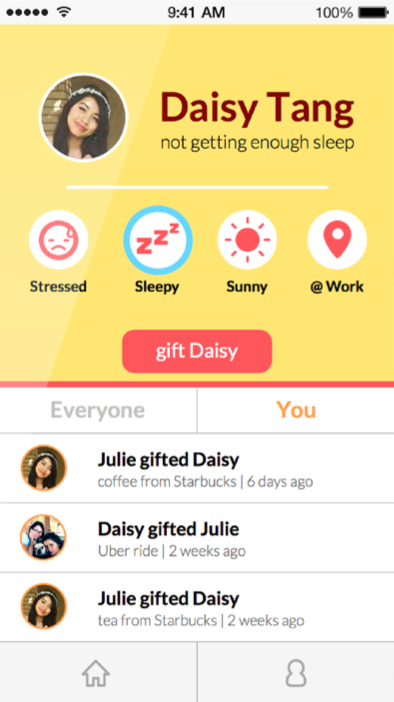 9:41 AM
100%
Daisy Tang
not getting enough sleep
zzz
Stressed
Sleepy
Sunny
@ Work
gift Daisy
Everyone
You
Julie gifted Daisy
coffee from Starbucks | 6 days ago
Daisy gifted Julie
Uber ride | 2 weeks ago
Julie gifted Daisy
tea from Starbucks | 2 weeks ago